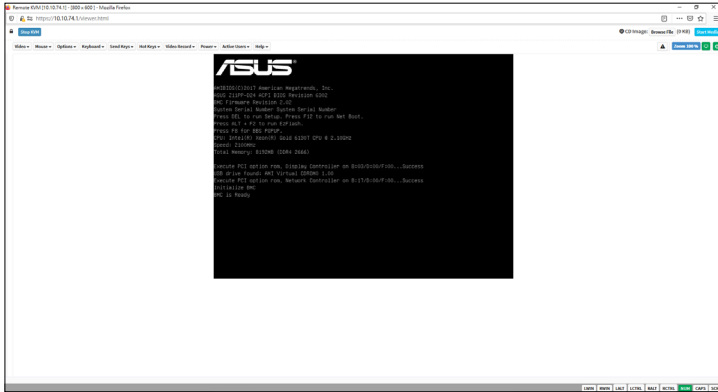 Remote KVM [10.10.74.1] - [800 x 600] - Mozilla Firefox
https://10.10.74.1/viewer.html
Stop KVM
CD Image: Browse File (0 KB) Start Media
Video Mouse Options Keyboard Send Keys Hot Keys Video Record Power Active Users Help
Zoom 100 %
ASUS
AMIBIOS(C)2017 American Megatrends, Inc.
ASUS Z11PP-D24 ACPI BIOS Revision 6302
BMC Firmware Revision 2.02
System Serial Number System Serial Number
Press DEL to run Setup. Press F12 to run Net Boot.
Press ALT + F2 to run EzFlash.
Press F8 for BBS POPUP.
CPU: Intel(R) Xeon(R) Gold 6130T CPU @ 2.10GHz
Speed: 2100MHz
Total Memory: 8192MB (DDR4 2666)
Execute PCI option rom, Display Controller on B:03/D:00/F:00...Success
USB drive found: AMI Virtual CDROM0 1.00
Execute PCI option rom, Network Controller on B:17/D:00/F:00...Success
Initialize BMC
BMC is Ready
LWIN RWIN LALT LCTRL RALT RCTRL NUM CAPS SCR